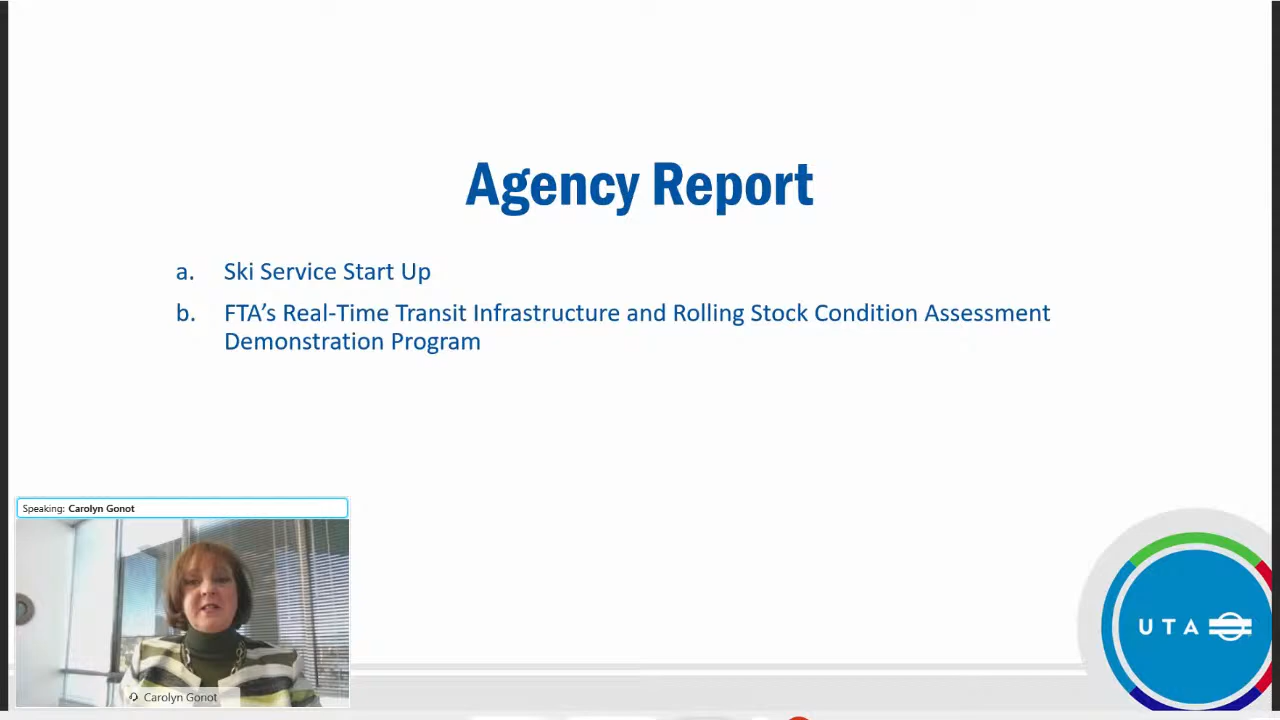 Agency Report
a. Ski Service Start Up
b. FTA's Real-Time Transit Infrastructure and Rolling Stock Condition Assessment
Demonstration Program
Speaking: Carolyn Gonot
Carolyn Gonot
UTA